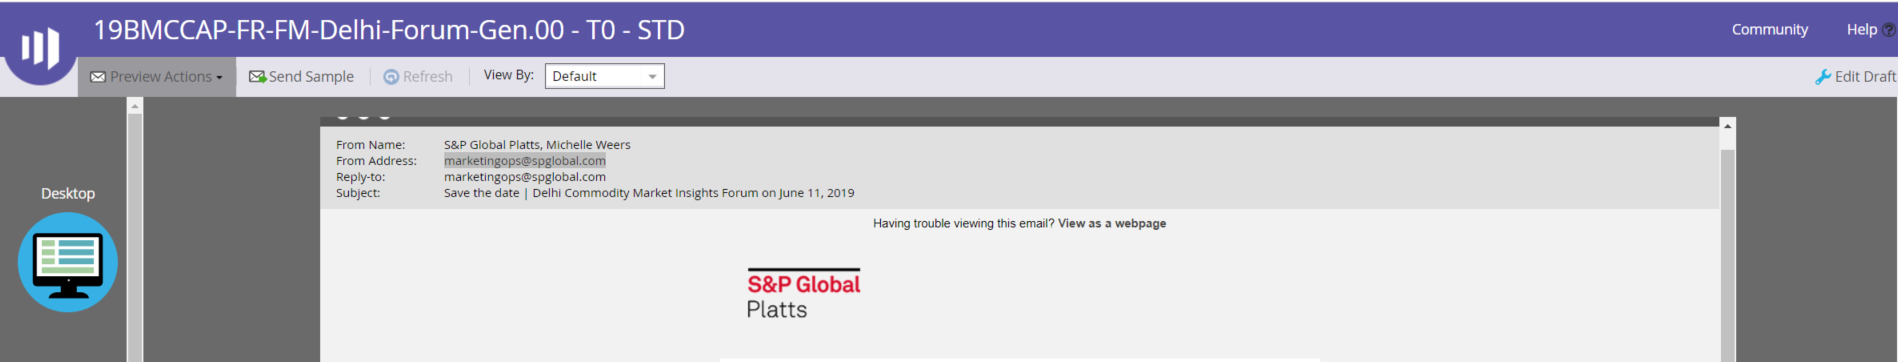 19BMCCAP-FR-FM-Delhi-Forum-Gen.00 - T0 - STD
Community Help
Preview Actions Send Sample Refresh View By: Default Edit Draft
From Name: S&P Global Platts, Michelle Weers
From Address: marketingops@spglobal.com
Reply-to: marketingops@spglobal.com
Subject: Save the date | Delhi Commodity Market Insights Forum on June 11, 2019
Desktop
Having trouble viewing this email? View as a webpage
S&P Global
Platts